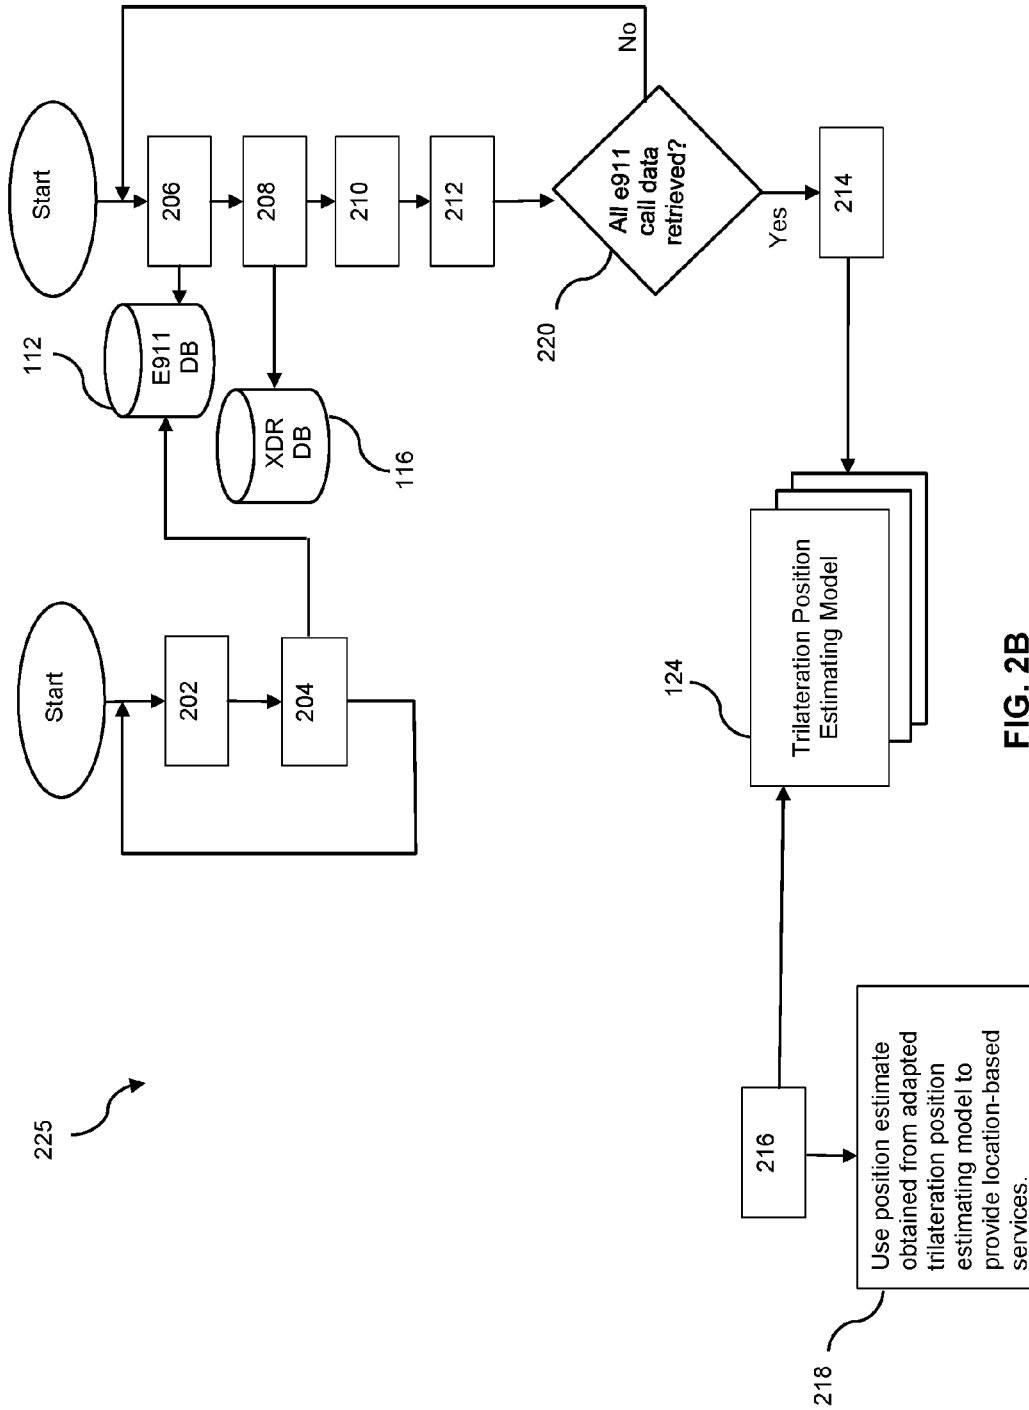 225
Start
202
204
Start
206
208
210
212
112
E911
DB
XDR
DB
116
220
All e911
call data
retrieved?
No
Yes
214
124
Trilateration Position
Estimating Model
216
218
Use position estimate
obtained from adapted
trilateration position
estimating model to
provide location-based
services.
FIG. 2B